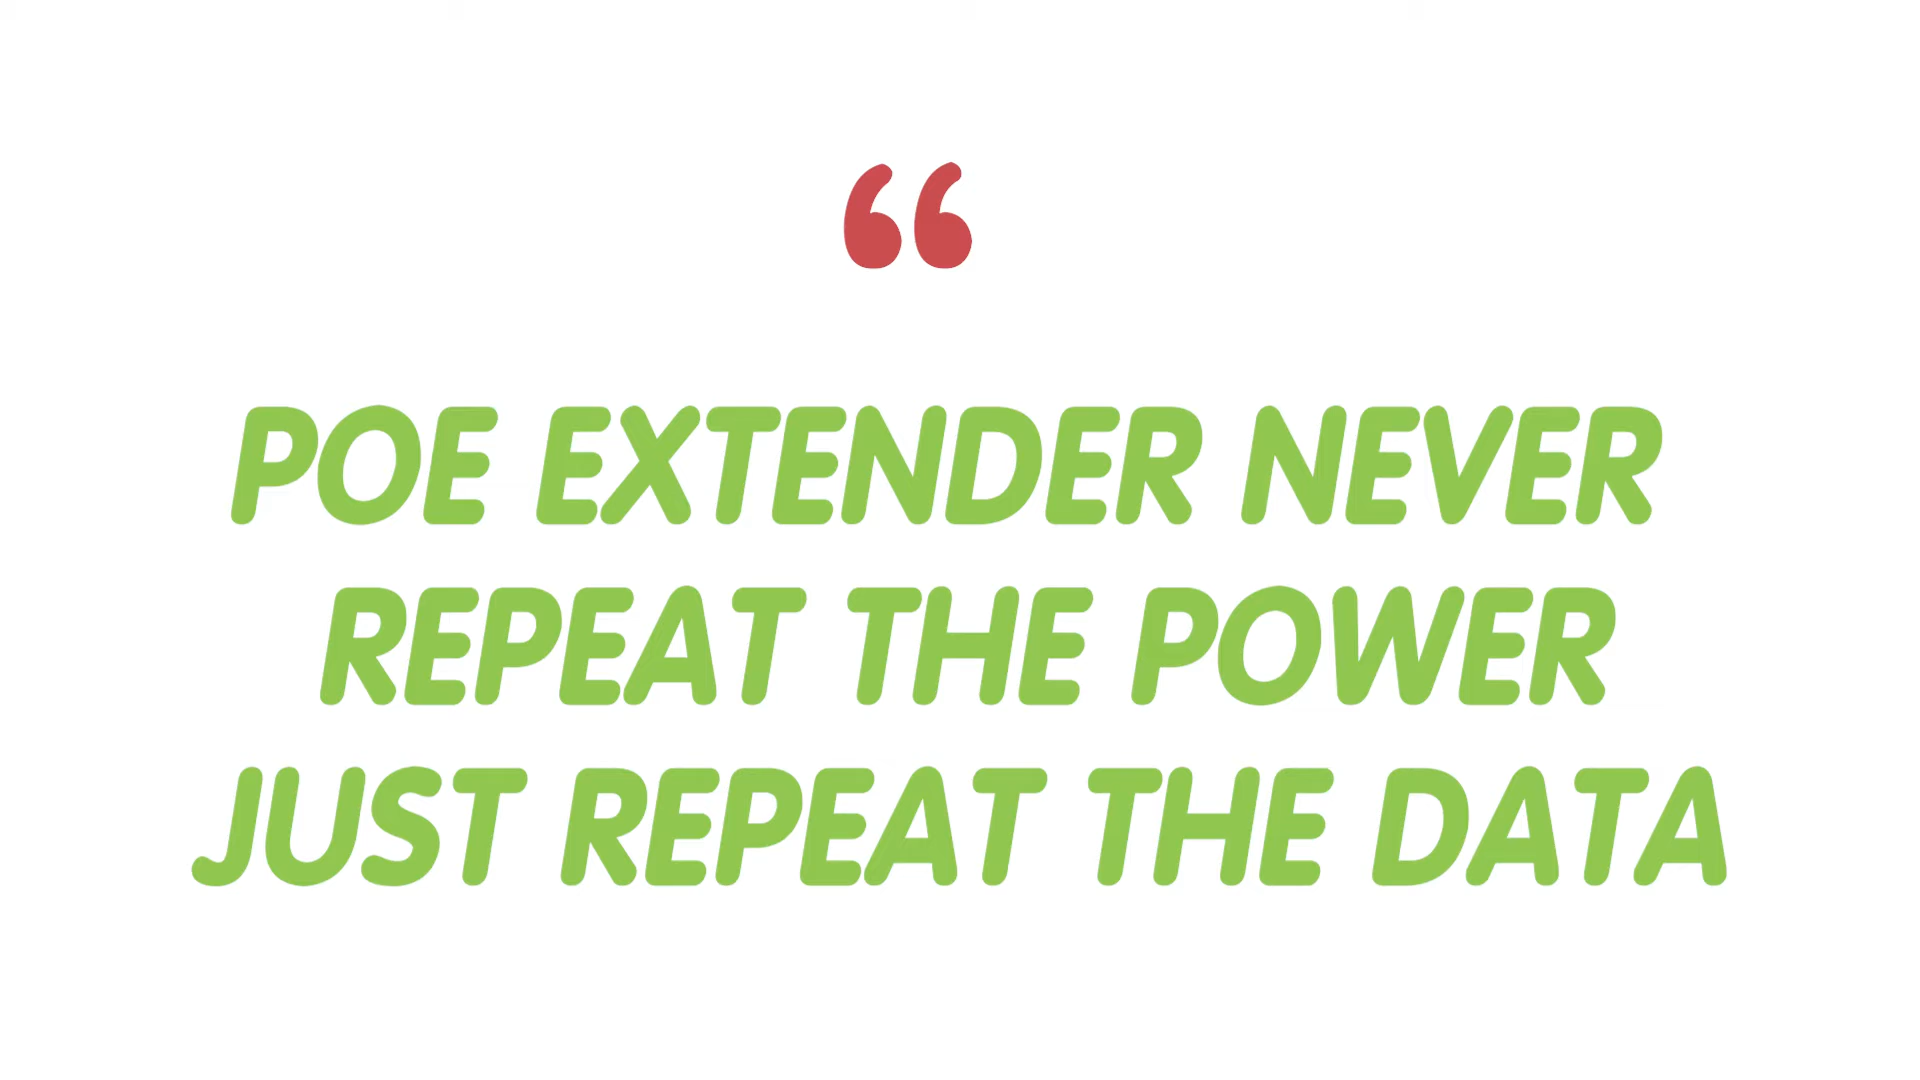 “
POE EXTENDER NEVER
REPEAT THE POWER
JUST REPEAT THE DATA